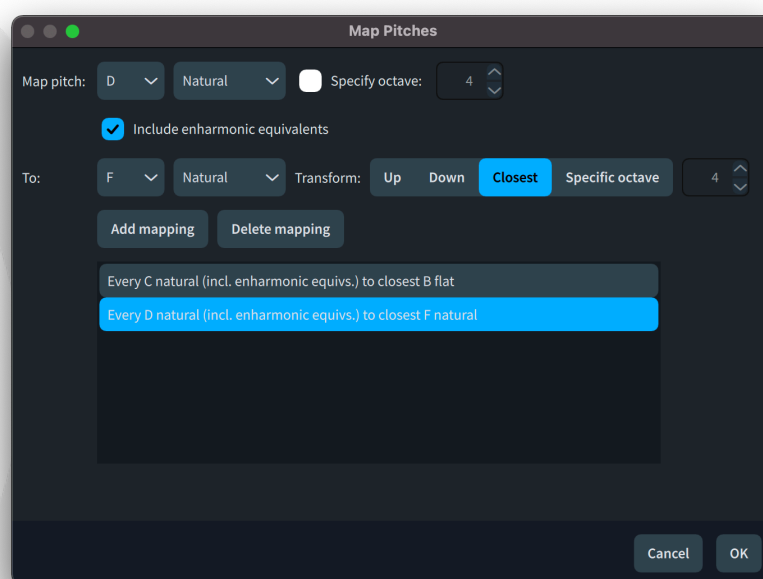 Map Pitches
Map pitch: D Natural Specify octave: 4
Include enharmonic equivalents
To: F Natural Transform: Up Down Closest Specific octave 4
Add mapping Delete mapping
Every C natural (incl. enharmonic equivs.) to closest B flat
Every D natural (incl. enharmonic equivs.) to closest F natural
Cancel OK